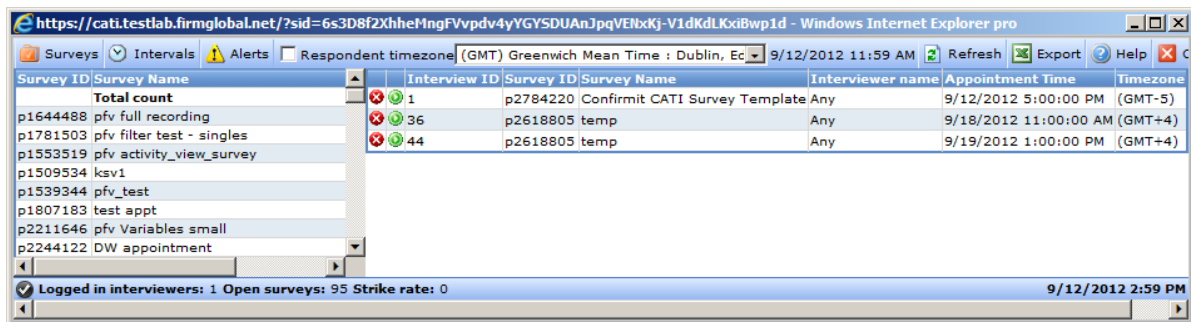 https://cati.testlab.firmglobal.net/?sid=6s3D8f2XhheMngFVvpdv4yYGYSDUAnJpqVENxKj-V1dKdLKxiBwp1d - Windows Internet Explorer pro
Surveys Intervals Alerts Respondent timezone (GMT) Greenwich Mean Time : Dublin, Ec 9/12/2012 11:59 AM Refresh Export Help C
Survey ID Survey Name Interview ID Survey ID Survey Name Interviewer name Appointment Time Timezone
Total count 1 p2784220 Confirmit CATI Survey Template Any 9/12/2012 5:00:00 PM (GMT-5)
p1644488 pfv full recording 36 p2618805 temp Any 9/18/2012 11:00:00 AM (GMT+4)
p1781503 pfv filter test - singles 44 p2618805 temp Any 9/19/2012 1:00:00 PM (GMT+4)
p1553519 pfv activity_view_survey
p1509534 ksv1
p1539344 pfv_test
p1807183 test appt
p2211646 pfv Variables small
p2244122 DW appointment
Logged in interviewers: 1 Open surveys: 95 Strike rate: 0 9/12/2012 2:59 PM